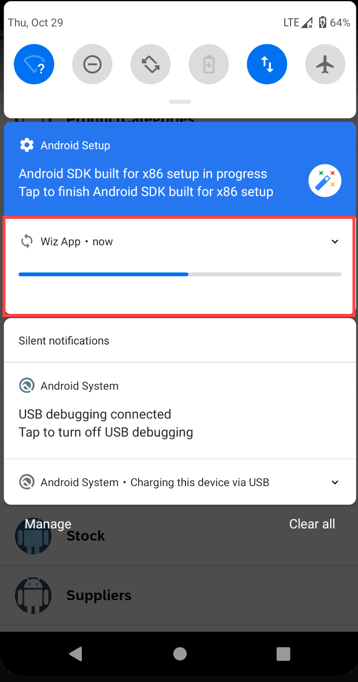 Thu, Oct 29
LTE 64%
?
ProductCategories
Android Setup
Android SDK built for x86 setup in progress
Tap to finish Android SDK built for x86 setup
Wiz App • now
Silent notifications
Android System
USB debugging connected
Tap to turn off USB debugging
Android System • Charging this device via USB
Manage
Clear all
Stock
Suppliers